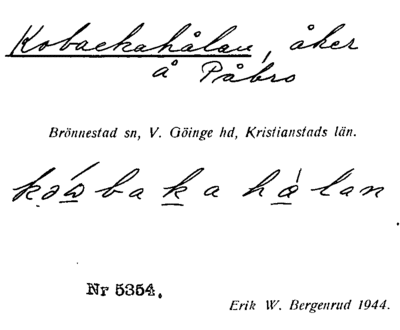 Kobackahålan, åker
å Påbro
Brönnestad sn, V. Göinge hd, Kristianstads län.
Nr 5354.
Erik W. Bergenrud 1944.